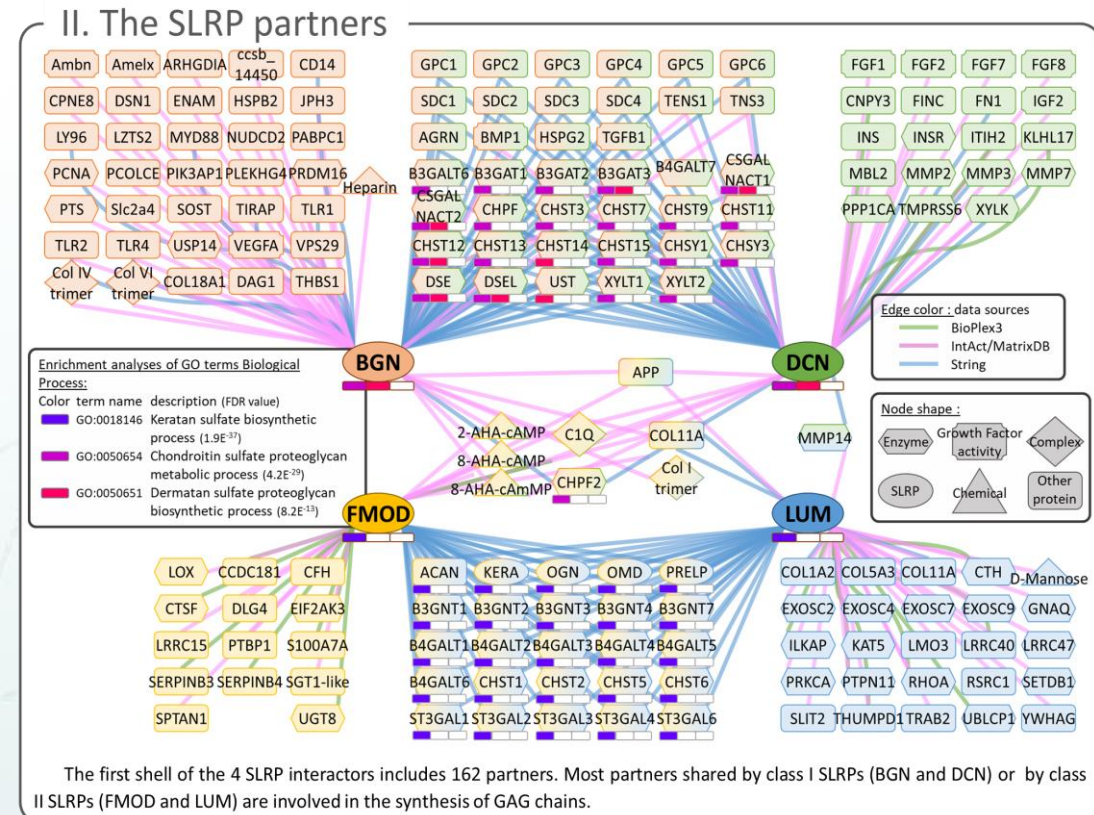 II. The SLRP partners
Ambn Amelx ARHGDIA ccsb_14450 CD14
CPNE8 DSN1 ENAM HSPB2 JPH3
LY96 LZTS2 MYD88 NUDCD2 PABPC1
PCNA PCOLCE PIK3AP1 PLEKHG4 PRDM16
Heparin
PTS Slc2a4 SOST TIRAP TLR1
TLR2 TLR4 USP14 VEGFA VPS29
Col IV trimer Col VI trimer COL18A1 DAG1 THBS1
GPC1 GPC2 GPC3 GPC4 GPC5 GPC6
SDC1 SDC2 SDC3 SDC4 TENS1 TNS3
AGRN BMP1 HSPG2 TGFB1
B3GALT6 B3GAT1 B3GAT2 B3GAT3 B4GALT7 CSGALNACT1
CSGALNACT2 CHPF CHST3 CHST7 CHST9 CHST11
CHST12 CHST13 CHST14 CHST15 CHSY1 CHSY3
DSE DSEL UST XYLT1 XYLT2
FGF1 FGF2 FGF7 FGF8
CNPY3 FINC FN1 IGF2
INS INSR ITIH2 KLHL17
MBL2 MMP2 MMP3 MMP7
PPP1CA TMPRSS6 XYLK
BGN
DCN
Edge color : data sources
BioPlex3
IntAct/MatrixDB
String
Enrichment analyses of GO terms Biological
Process:
Color term name description (FDR value)
GO:0018146 Keratan sulfate biosynthetic
process (1.9E-37)
GO:0050654 Chondroitin sulfate proteoglycan
metabolic process (4.2E-29)
GO:0050651 Dermatan sulfate proteoglycan
biosynthetic process (8.2E-13)
APP
2-AHA-cAMP C1Q COL11A
8-AHA-cAMP
8-AHA-cAmMP CHPF2 Col I trimer
MMP14
Node shape :
Enzyme Growth Factor activity Complex
SLRP Chemical Other protein
FMOD
LUM
LOX CCDC181 CFH
CTSF DLG4 EIF2AK3
LRRC15 PTBP1 S100A7A
SERPINB3 SERPINB4 SGT1-like
SPTAN1 UGT8
ACAN KERA OGN OMD PRELP
B3GNT1 B3GNT2 B3GNT3 B3GNT4 B3GNT7
B4GALT1 B4GALT2 B4GALT3 B4GALT4 B4GALT5
B4GALT6 CHST1 CHST2 CHST5 CHST6
ST3GAL1 ST3GAL2 ST3GAL3 ST3GAL4 ST3GAL6
COL1A2 COL5A3 COL11A CTH D-Mannose
EXOSC2 EXOSC4 EXOSC7 EXOSC9 GNAQ
ILKAP KAT5 LMO3 LRRC40 LRRC47
PRKCA PTPN11 RHOA RSRC1 SETDB1
SLIT2 THUMPD1 TRAB2 UBLCP1 YWHAG
The first shell of the 4 SLRP interactors includes 162 partners. Most partners shared by class I SLRPs (BGN and DCN) or by class
II SLRPs (FMOD and LUM) are involved in the synthesis of GAG chains.